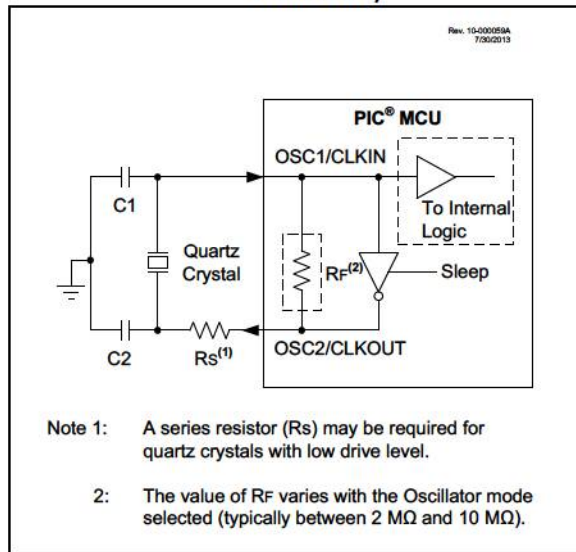 Rev. 10-000059A
7/30/2013
PIC® MCU
OSC1/CLKIN
C1
To Internal
Logic
Quartz
Crystal
RF(2)
Sleep
C2
RS(1)
OSC2/CLKOUT
Note 1: A series resistor (Rs) may be required for
quartz crystals with low drive level.
2: The value of RF varies with the Oscillator mode
selected (typically between 2 MΩ and 10 MΩ).